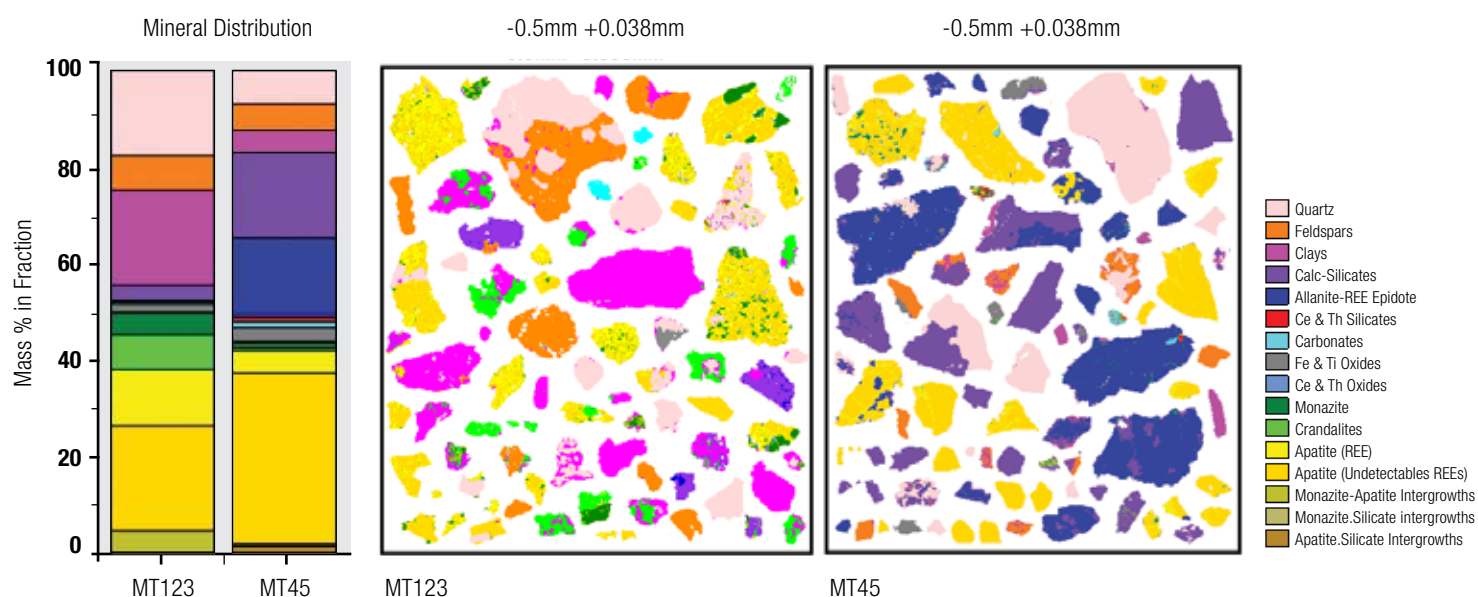 Mineral Distribution
-0.5mm +0.038mm
-0.5mm +0.038mm
Mass % in Fraction
100
80
60
40
20
0
MT123
MT45
MT123
MT45
Quartz
Feldspars
Clays
Calc-Silicates
Allanite-REE Epidote
Ce & Th Silicates
Carbonates
Fe & Ti Oxides
Ce & Th Oxides
Monazite
Crandalites
Apatite (REE)
Apatite (Undetectables REEs)
Monazite-Apatite Intergrowths
Monazite.Silicate intergrowths
Apatite.Silicate Intergrowths